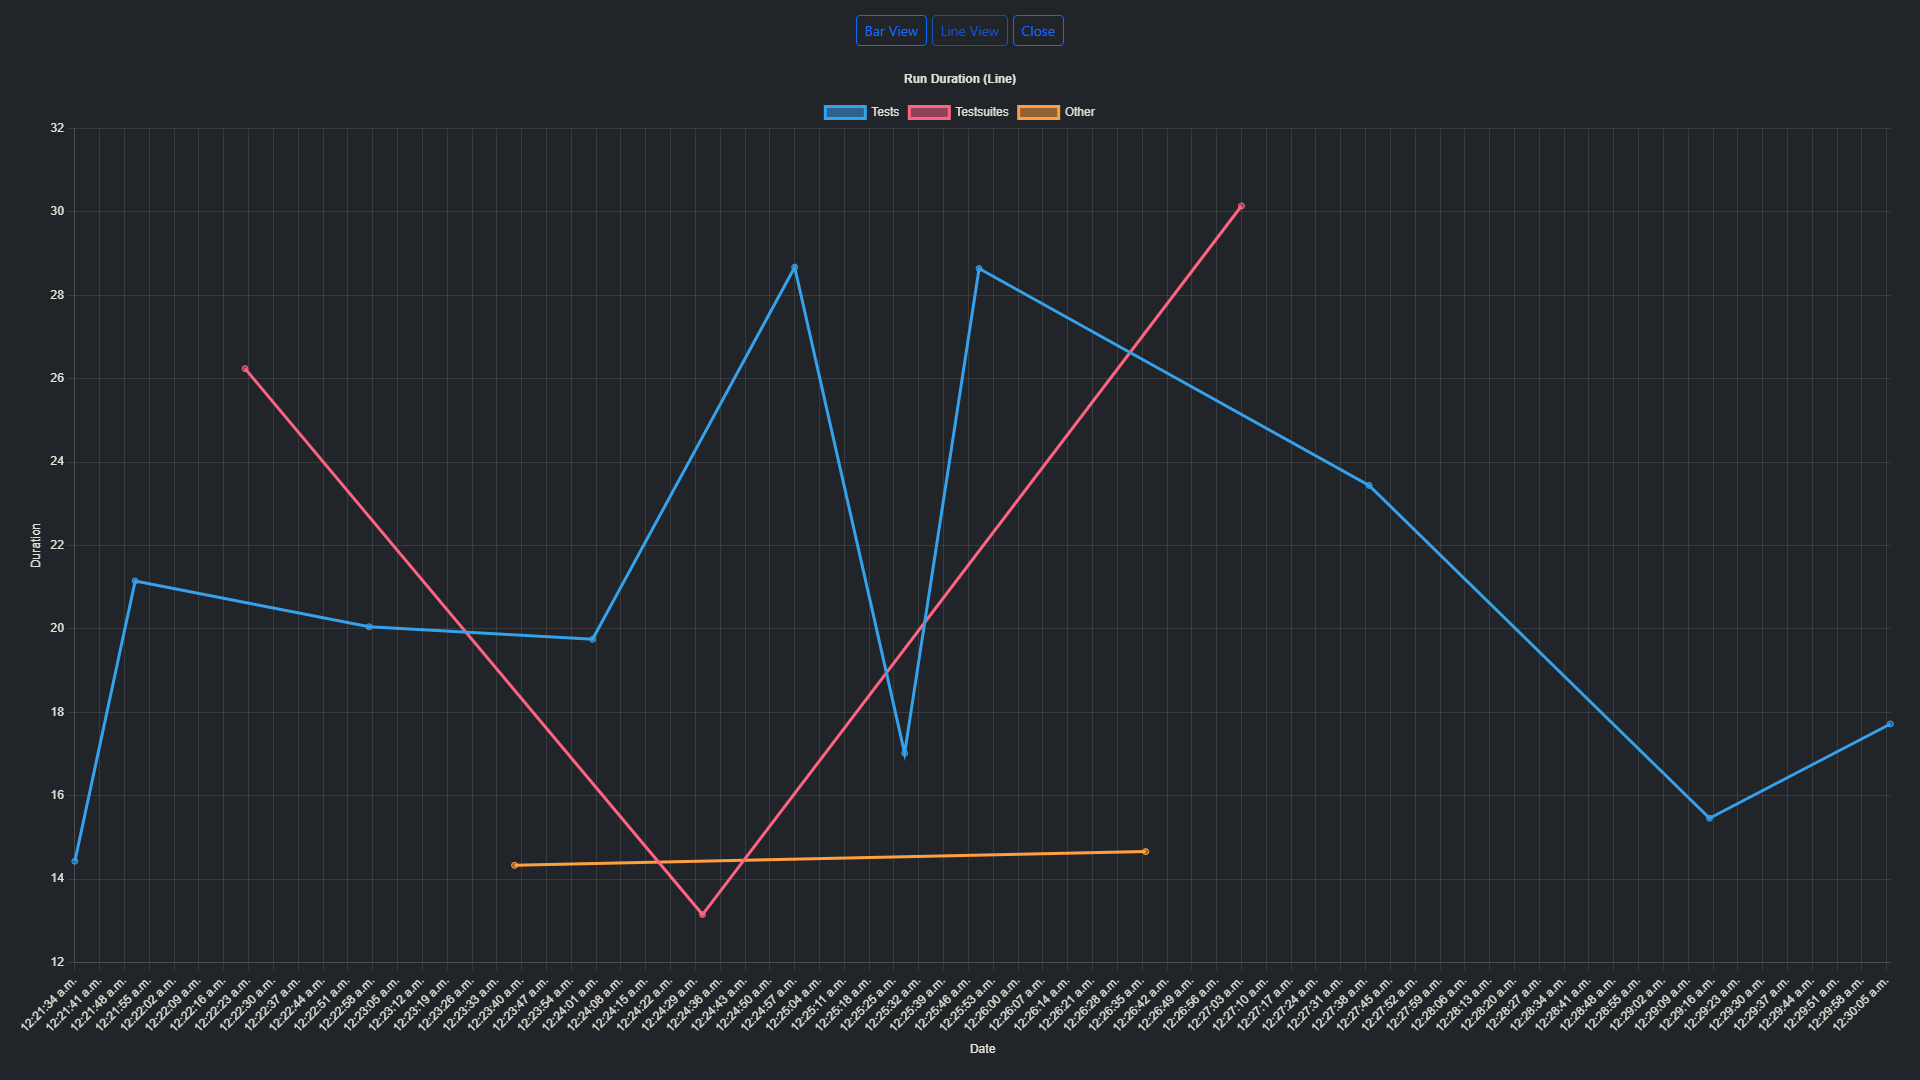 Bar View Line View Close
Run Duration (Line)
Tests Testsuites Other
32
30
28
26
24
22
20
18
16
14
12
Duration
12:21:34 a.m. 12:21:41 a.m. 12:21:48 a.m. 12:21:55 a.m. 12:22:02 a.m. 12:22:09 a.m. 12:22:16 a.m. 12:22:23 a.m. 12:22:30 a.m. 12:22:37 a.m. 12:22:44 a.m. 12:22:51 a.m. 12:22:58 a.m. 12:23:05 a.m. 12:23:12 a.m. 12:23:19 a.m. 12:23:26 a.m. 12:23:33 a.m. 12:23:40 a.m. 12:23:47 a.m. 12:23:54 a.m. 12:24:01 a.m. 12:24:08 a.m. 12:24:15 a.m. 12:24:22 a.m. 12:24:29 a.m. 12:24:36 a.m. 12:24:43 a.m. 12:24:50 a.m. 12:24:57 a.m. 12:25:04 a.m. 12:25:11 a.m. 12:25:18 a.m. 12:25:25 a.m. 12:25:32 a.m. 12:25:39 a.m. 12:25:46 a.m. 12:25:53 a.m. 12:26:00 a.m. 12:26:07 a.m. 12:26:14 a.m. 12:26:21 a.m. 12:26:28 a.m. 12:26:35 a.m. 12:26:42 a.m. 12:26:49 a.m. 12:26:56 a.m. 12:27:03 a.m. 12:27:10 a.m. 12:27:17 a.m. 12:27:24 a.m. 12:27:31 a.m. 12:27:38 a.m. 12:27:45 a.m. 12:27:52 a.m. 12:27:59 a.m. 12:28:06 a.m. 12:28:13 a.m. 12:28:20 a.m. 12:28:27 a.m. 12:28:34 a.m. 12:28:41 a.m. 12:28:48 a.m. 12:28:55 a.m. 12:29:02 a.m. 12:29:09 a.m. 12:29:16 a.m. 12:29:23 a.m. 12:29:30 a.m. 12:29:37 a.m. 12:29:44 a.m. 12:29:51 a.m. 12:29:58 a.m. 12:30:05 a.m.
Date